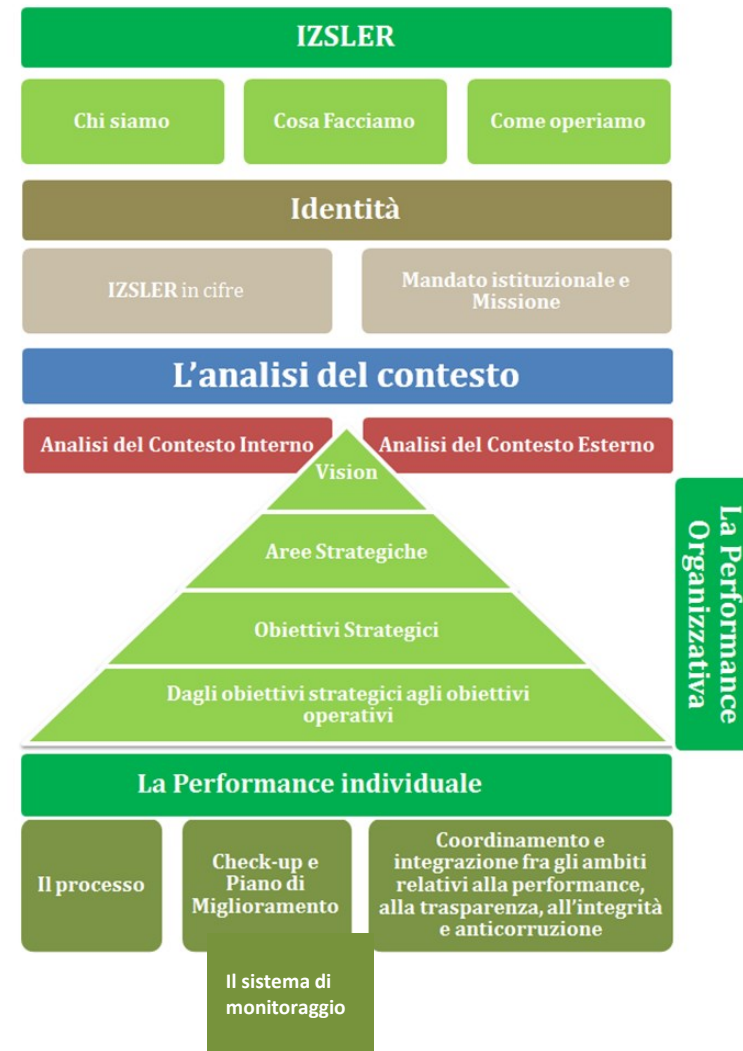 IZSLER
Chi siamo
Cosa Facciamo
Come operiamo
Identità
IZSLER in cifre
Mandato istituzionale e
Missione
L’analisi del contesto
Analisi del Contesto Interno
Analisi del Contesto Esterno
Vision
Aree Strategiche
Obiettivi Strategici
Dagli obiettivi strategici agli obiettivi
operativi
La Performance
Organizzativa
La Performance individuale
Il processo
Check-up e
Piano di
Miglioramento
Coordinamento e
integrazione fra gli ambiti
relativi alla performance,
alla trasparenza, all’integrità
e anticorruzione
Il sistema di
monitoraggio